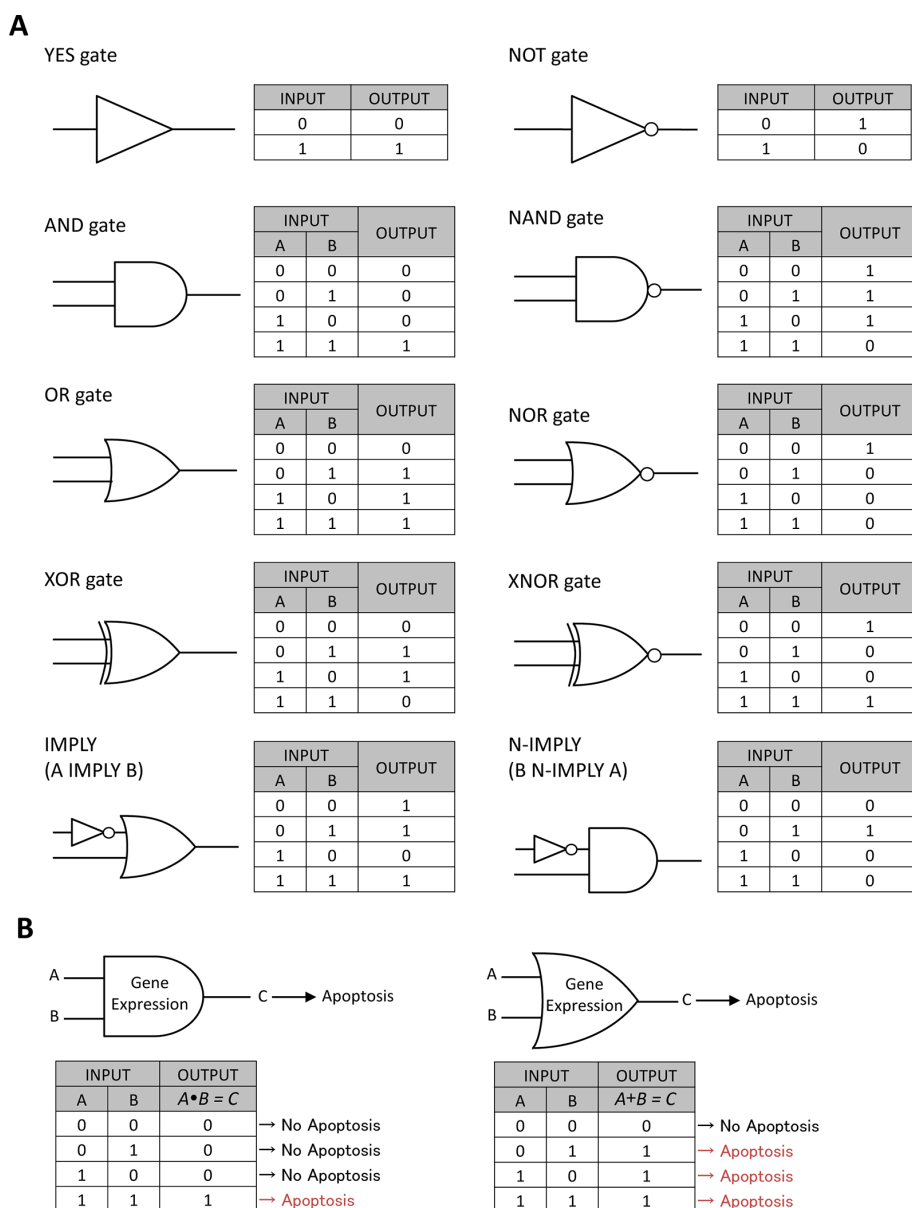 A
YES gate
INPUT OUTPUT
0 0
1 1
NOT gate
INPUT OUTPUT
0 1
1 0
AND gate
INPUT OUTPUT
A B
0 0 0
0 1 0
1 0 0
1 1 1
NAND gate
INPUT OUTPUT
A B
0 0 1
0 1 1
1 0 1
1 1 0
OR gate
INPUT OUTPUT
A B
0 0 0
0 1 1
1 0 1
1 1 1
NOR gate
INPUT OUTPUT
A B
0 0 1
0 1 0
1 0 0
1 1 0
XOR gate
INPUT OUTPUT
A B
0 0 0
0 1 1
1 0 1
1 1 0
XNOR gate
INPUT OUTPUT
A B
0 0 1
0 1 0
1 0 0
1 1 1
IMPLY
(A IMPLY B)
INPUT OUTPUT
A B
0 0 1
0 1 1
1 0 0
1 1 1
N-IMPLY
(B N-IMPLY A)
INPUT OUTPUT
A B
0 0 0
0 1 1
1 0 0
1 1 0
B
A
B
Gene
Expression
C → Apoptosis
INPUT OUTPUT
A B A•B = C
0 0 0 → No Apoptosis
0 1 0 → No Apoptosis
1 0 0 → No Apoptosis
1 1 1 → Apoptosis
A
B
Gene
Expression
C → Apoptosis
INPUT OUTPUT
A B A+B = C
0 0 0 → No Apoptosis
0 1 1 → Apoptosis
1 0 1 → Apoptosis
1 1 1 → Apoptosis